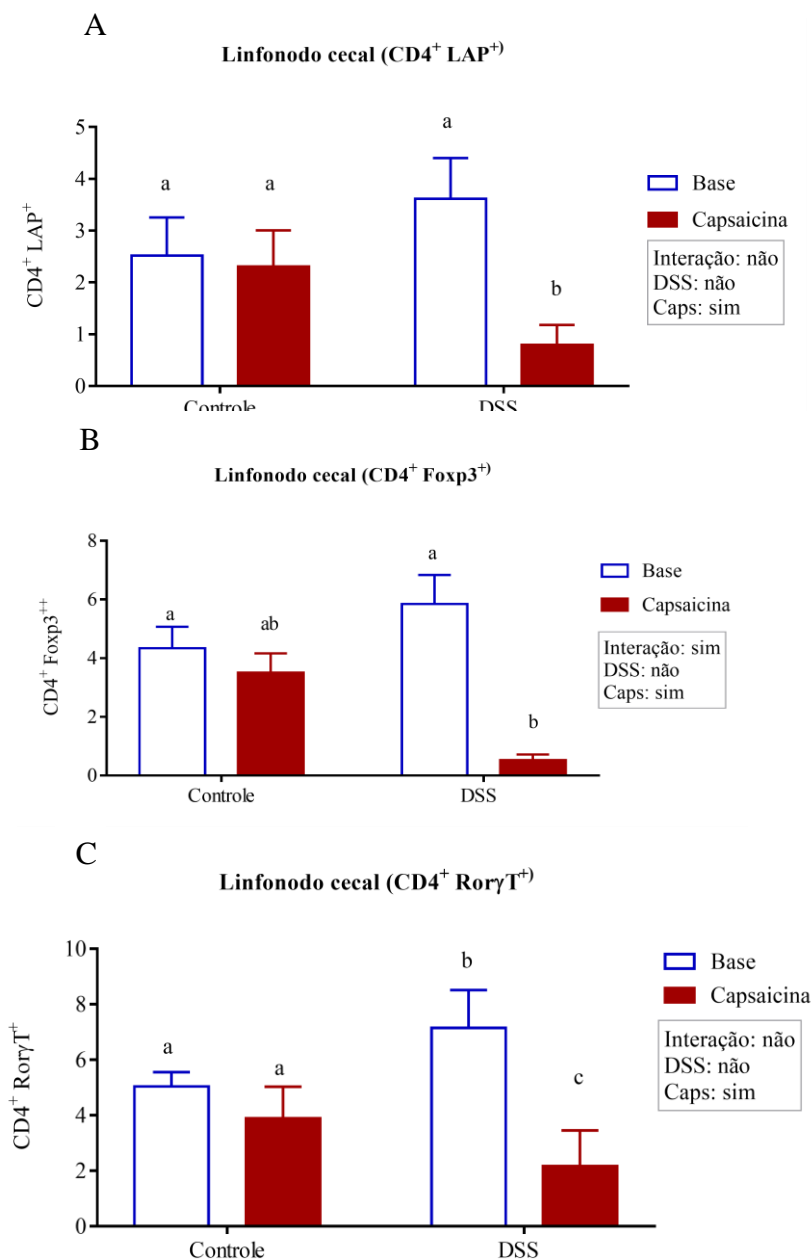 A
Linfonodo cecal (CD4⁺ LAP⁺)
CD4⁺ LAP⁺
5
4
3
2
1
0
a
a
a
b
Controle
DSS
Base
Capsaicina
Interação: não
DSS: não
Caps: sim
B
Linfonodo cecal (CD4⁺ Foxp3⁺)
CD4⁺ Foxp3⁺⁺
8
6
4
2
0
a
ab
a
b
Controle
DSS
Base
Capsaicina
Interação: sim
DSS: não
Caps: sim
C
Linfonodo cecal (CD4⁺ RorγT⁺)
CD4⁺ RorγT⁺
10
8
6
4
2
0
a
a
b
c
Controle
DSS
Base
Capsaicina
Interação: não
DSS: não
Caps: sim